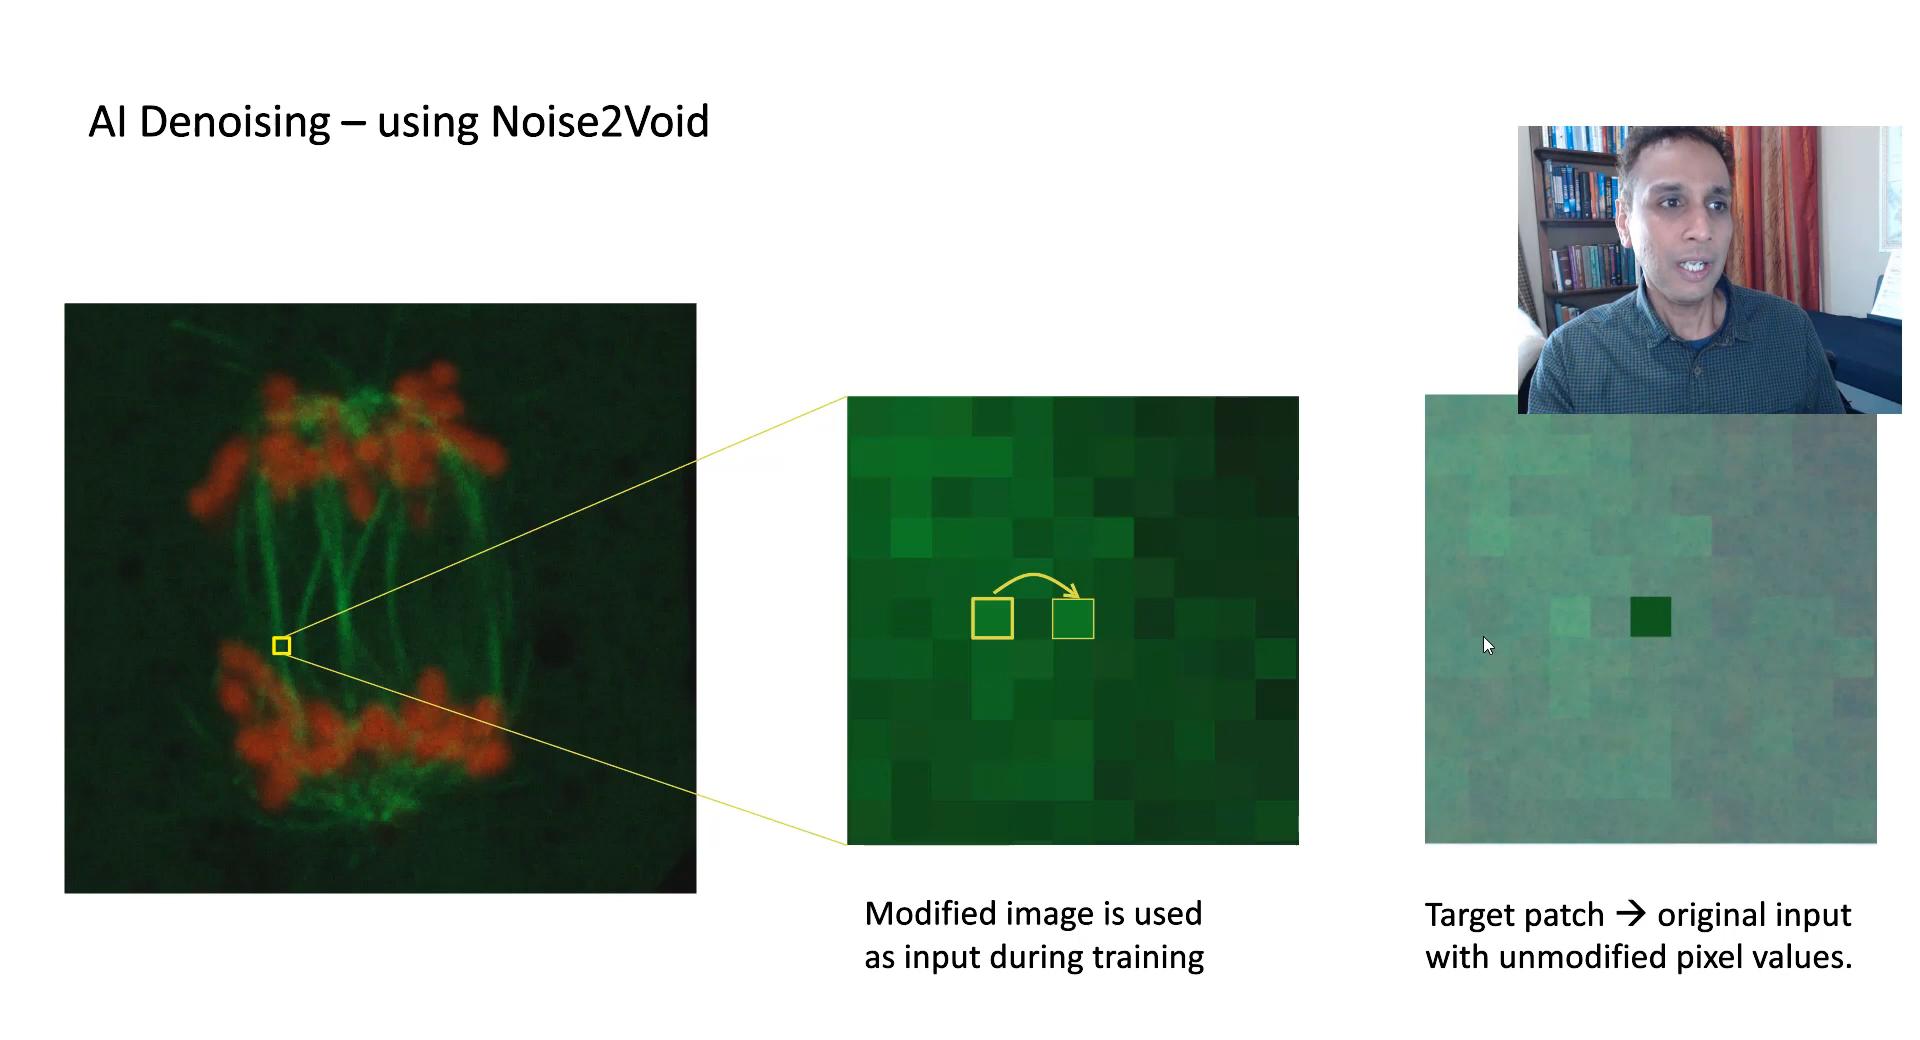 AI Denoising – using Noise2Void
Modified image is used
as input during training
Target patch → original input
with unmodified pixel values.